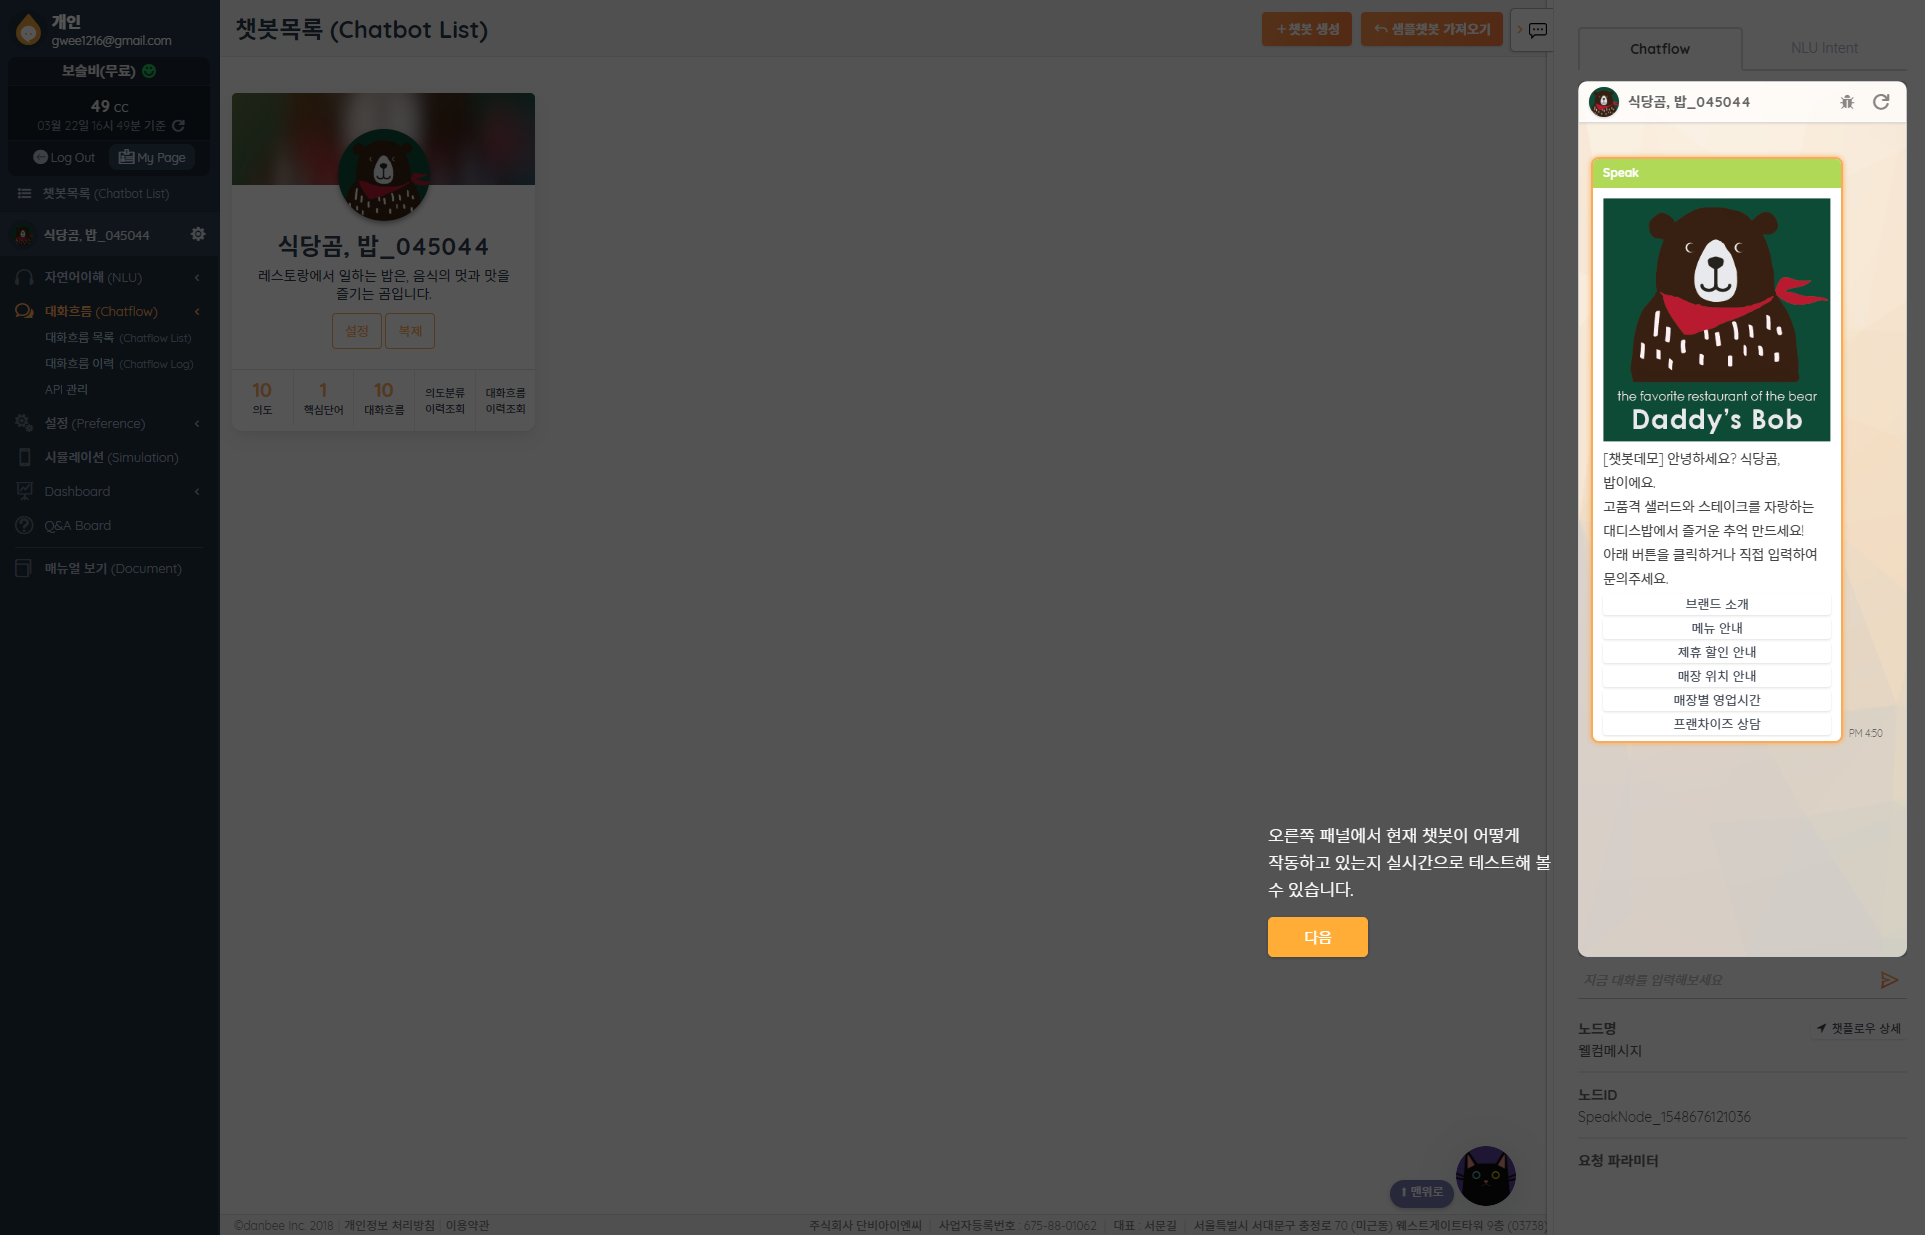 개인
gwee1216@gmail.com
보슬비(무료)
49 CC
03월 22일 16시 49분 기준
Log Out
My Page
챗봇목록 (Chatbot List)
식당곰, 밥_045044
자연어이해 (NLU)
대화흐름 (Chatflow)
대화흐름 목록 (Chatflow List)
대화흐름 이력 (Chatflow Log)
API 관리
설정 (Preference)
시뮬레이션 (Simulation)
Dashboard
Q&A Board
매뉴얼 보기 (Document)
챗봇목록 (Chatbot List)
+챗봇 생성
샘플챗봇 가져오기
식당곰, 밥_045044
레스토랑에서 일하는 밥은, 음식의 멋과 맛을
즐기는 곰입니다.
설정
복제
10
의도
1
핵심단어
10
대화흐름
의도분류
이력조회
대화흐름
이력조회
오른쪽 패널에서 현재 챗봇이 어떻게
작동하고 있는지 실시간으로 테스트해 볼
수 있습니다.
다음
맨위로
©danbee Inc. 2018 | 개인정보 처리방침 | 이용약관
주식회사 단비아이엔씨 | 사업자등록번호 : 675-88-01062 | 대표 : 서문길 | 서울특별시 서대문구 충정로 70 (미근동) 웨스트게이트타워 9층 (03738)
Chatflow
NLU Intent
식당곰, 밥_045044
Speak
the favorite restaurant of the bear
Daddy's Bob
[챗봇데모] 안녕하세요? 식당곰,
밥이에요.
고품격 샐러드와 스테이크를 자랑하는
대디스밥에서 즐거운 추억 만드세요!
아래 버튼을 클릭하거나 직접 입력하여
문의주세요.
브랜드 소개
메뉴 안내
제휴 할인 안내
매장 위치 안내
매장별 영업시간
프랜차이즈 상담
PM 4:50
지금 대화를 입력해보세요
노드명
챗플로우 상세
웰컴메시지
노드ID
SpeakNode_1548676121036
요청 파라미터